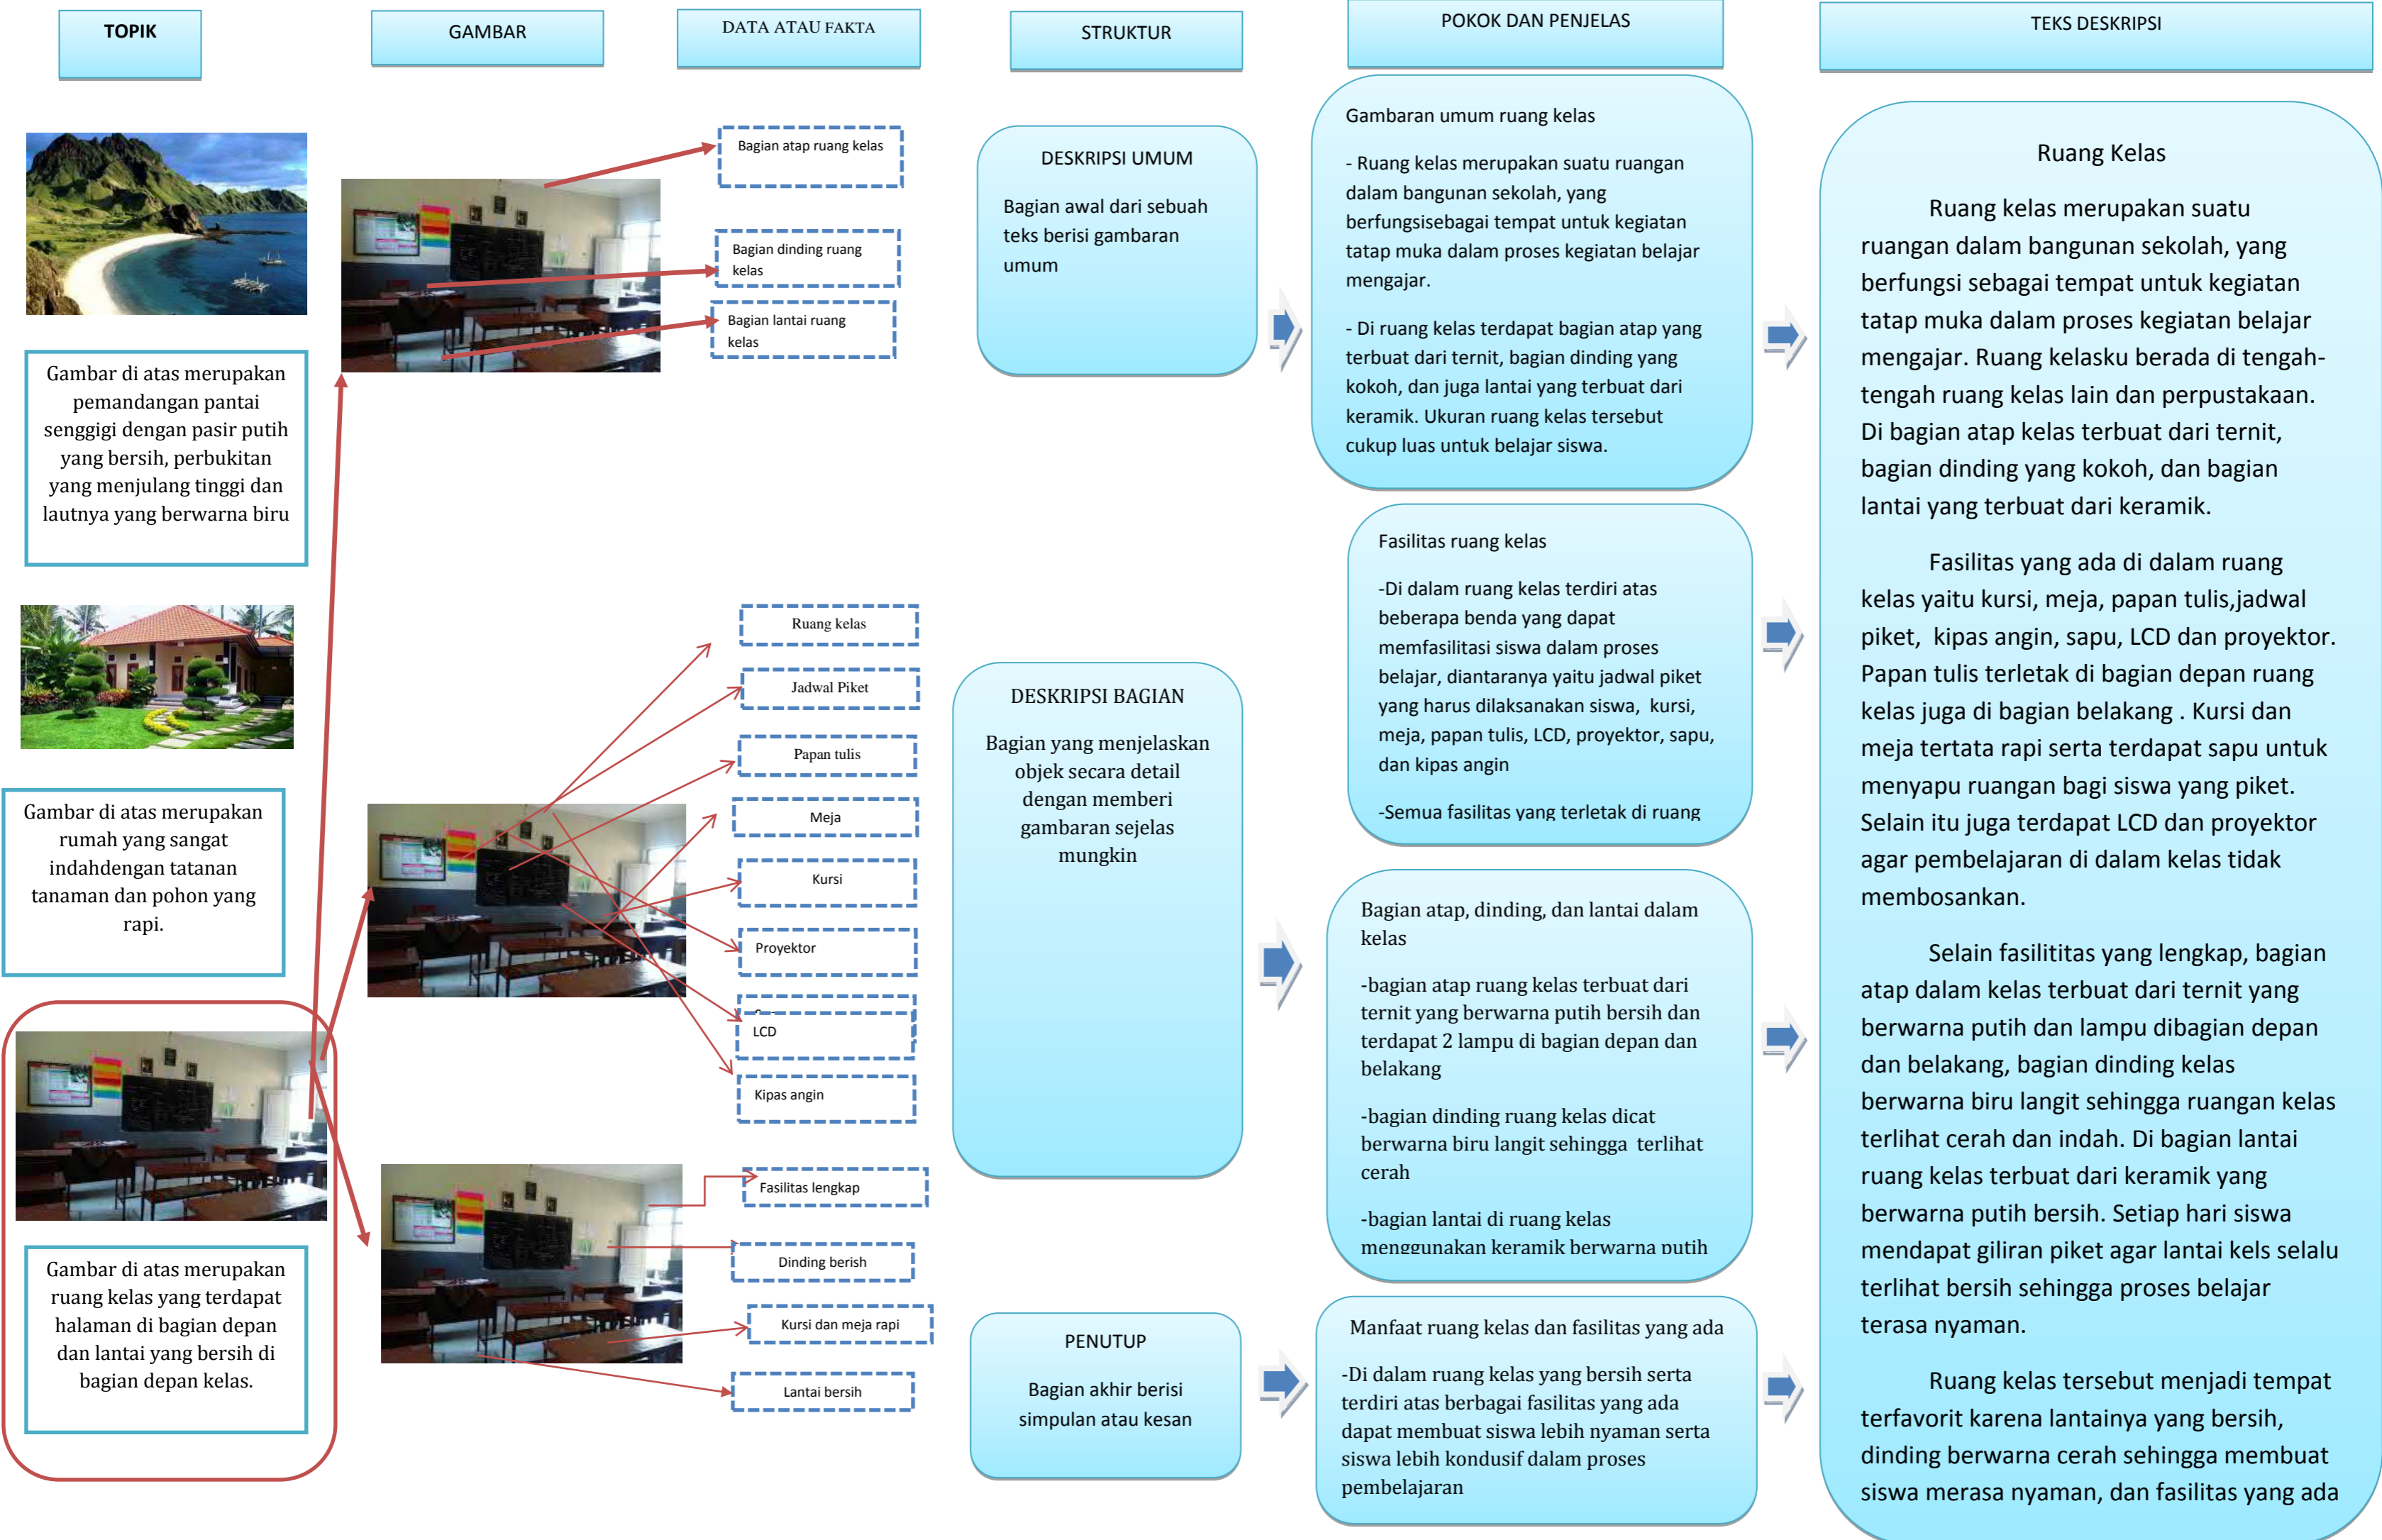 TOPIK
GAMBAR
DATA ATAU FAKTA
STRUKTUR
POKOK DAN PENJELAS
TEKS DESKRIPSI
Gambar di atas merupakan
pemandangan pantai
senggigi dengan pasir putih
yang bersih, perbukitan
yang menjulang tinggi dan
lautnya yang berwarna biru
Gambar di atas merupakan
rumah yang sangat
indahdengan tatanan
tanaman dan pohon yang
rapi.
Gambar di atas merupakan
ruang kelas yang terdapat
halaman di bagian depan
dan lantai yang bersih di
bagian depan kelas.
Bagian atap ruang kelas
Bagian dinding ruang
kelas
Bagian lantai ruang
kelas
Ruang kelas
Jadwal Piket
Papan tulis
Meja
Kursi
Proyektor
LCD
Kipas angin
Fasilitas lengkap
Dinding berish
Kursi dan meja rapi
Lantai bersih
DESKRIPSI UMUM
Bagian awal dari sebuah
teks berisi gambaran
umum
DESKRIPSI BAGIAN
Bagian yang menjelaskan
objek secara detail
dengan memberi
gambaran sejelas
mungkin
PENUTUP
Bagian akhir berisi
simpulan atau kesan
Gambaran umum ruang kelas
- Ruang kelas merupakan suatu ruangan
dalam bangunan sekolah, yang
berfungsisebagai tempat untuk kegiatan
tatap muka dalam proses kegiatan belajar
mengajar.
- Di ruang kelas terdapat bagian atap yang
terbuat dari ternit, bagian dinding yang
kokoh, dan juga lantai yang terbuat dari
keramik. Ukuran ruang kelas tersebut
cukup luas untuk belajar siswa.
Fasilitas ruang kelas
-Di dalam ruang kelas terdiri atas
beberapa benda yang dapat
memfasilitasi siswa dalam proses
belajar, diantaranya yaitu jadwal piket
yang harus dilaksanakan siswa, kursi,
meja, papan tulis, LCD, proyektor, sapu,
dan kipas angin
-Semua fasilitas yang terletak di ruang
Bagian atap, dinding, dan lantai dalam
kelas
-bagian atap ruang kelas terbuat dari
ternit yang berwarna putih bersih dan
terdapat 2 lampu di bagian depan dan
belakang
-bagian dinding ruang kelas dicat
berwarna biru langit sehingga terlihat
cerah
-bagian lantai di ruang kelas
menggunakan keramik berwarna putih
Manfaat ruang kelas dan fasilitas yang ada
-Di dalam ruang kelas yang bersih serta
terdiri atas berbagai fasilitas yang ada
dapat membuat siswa lebih nyaman serta
siswa lebih kondusif dalam proses
pembelajaran
Ruang Kelas
Ruang kelas merupakan suatu
ruangan dalam bangunan sekolah, yang
berfungsi sebagai tempat untuk kegiatan
tatap muka dalam proses kegiatan belajar
mengajar. Ruang kelasku berada di tengah-
tengah ruang kelas lain dan perpustakaan.
Di bagian atap kelas terbuat dari ternit,
bagian dinding yang kokoh, dan bagian
lantai yang terbuat dari keramik.
Fasilitas yang ada di dalam ruang
kelas yaitu kursi, meja, papan tulis,jadwal
piket, kipas angin, sapu, LCD dan proyektor.
Papan tulis terletak di bagian depan ruang
kelas juga di bagian belakang . Kursi dan
meja tertata rapi serta terdapat sapu untuk
menyapu ruangan bagi siswa yang piket.
Selain itu juga terdapat LCD dan proyektor
agar pembelajaran di dalam kelas tidak
membosankan.
Selain fasilititas yang lengkap, bagian
atap dalam kelas terbuat dari ternit yang
berwarna putih dan lampu dibagian depan
dan belakang, bagian dinding kelas
berwarna biru langit sehingga ruangan kelas
terlihat cerah dan indah. Di bagian lantai
ruang kelas terbuat dari keramik yang
berwarna putih bersih. Setiap hari siswa
mendapat giliran piket agar lantai kels selalu
terlihat bersih sehingga proses belajar
terasa nyaman.
Ruang kelas tersebut menjadi tempat
terfavorit karena lantainya yang bersih,
dinding berwarna cerah sehingga membuat
siswa merasa nyaman, dan fasilitas yang ada